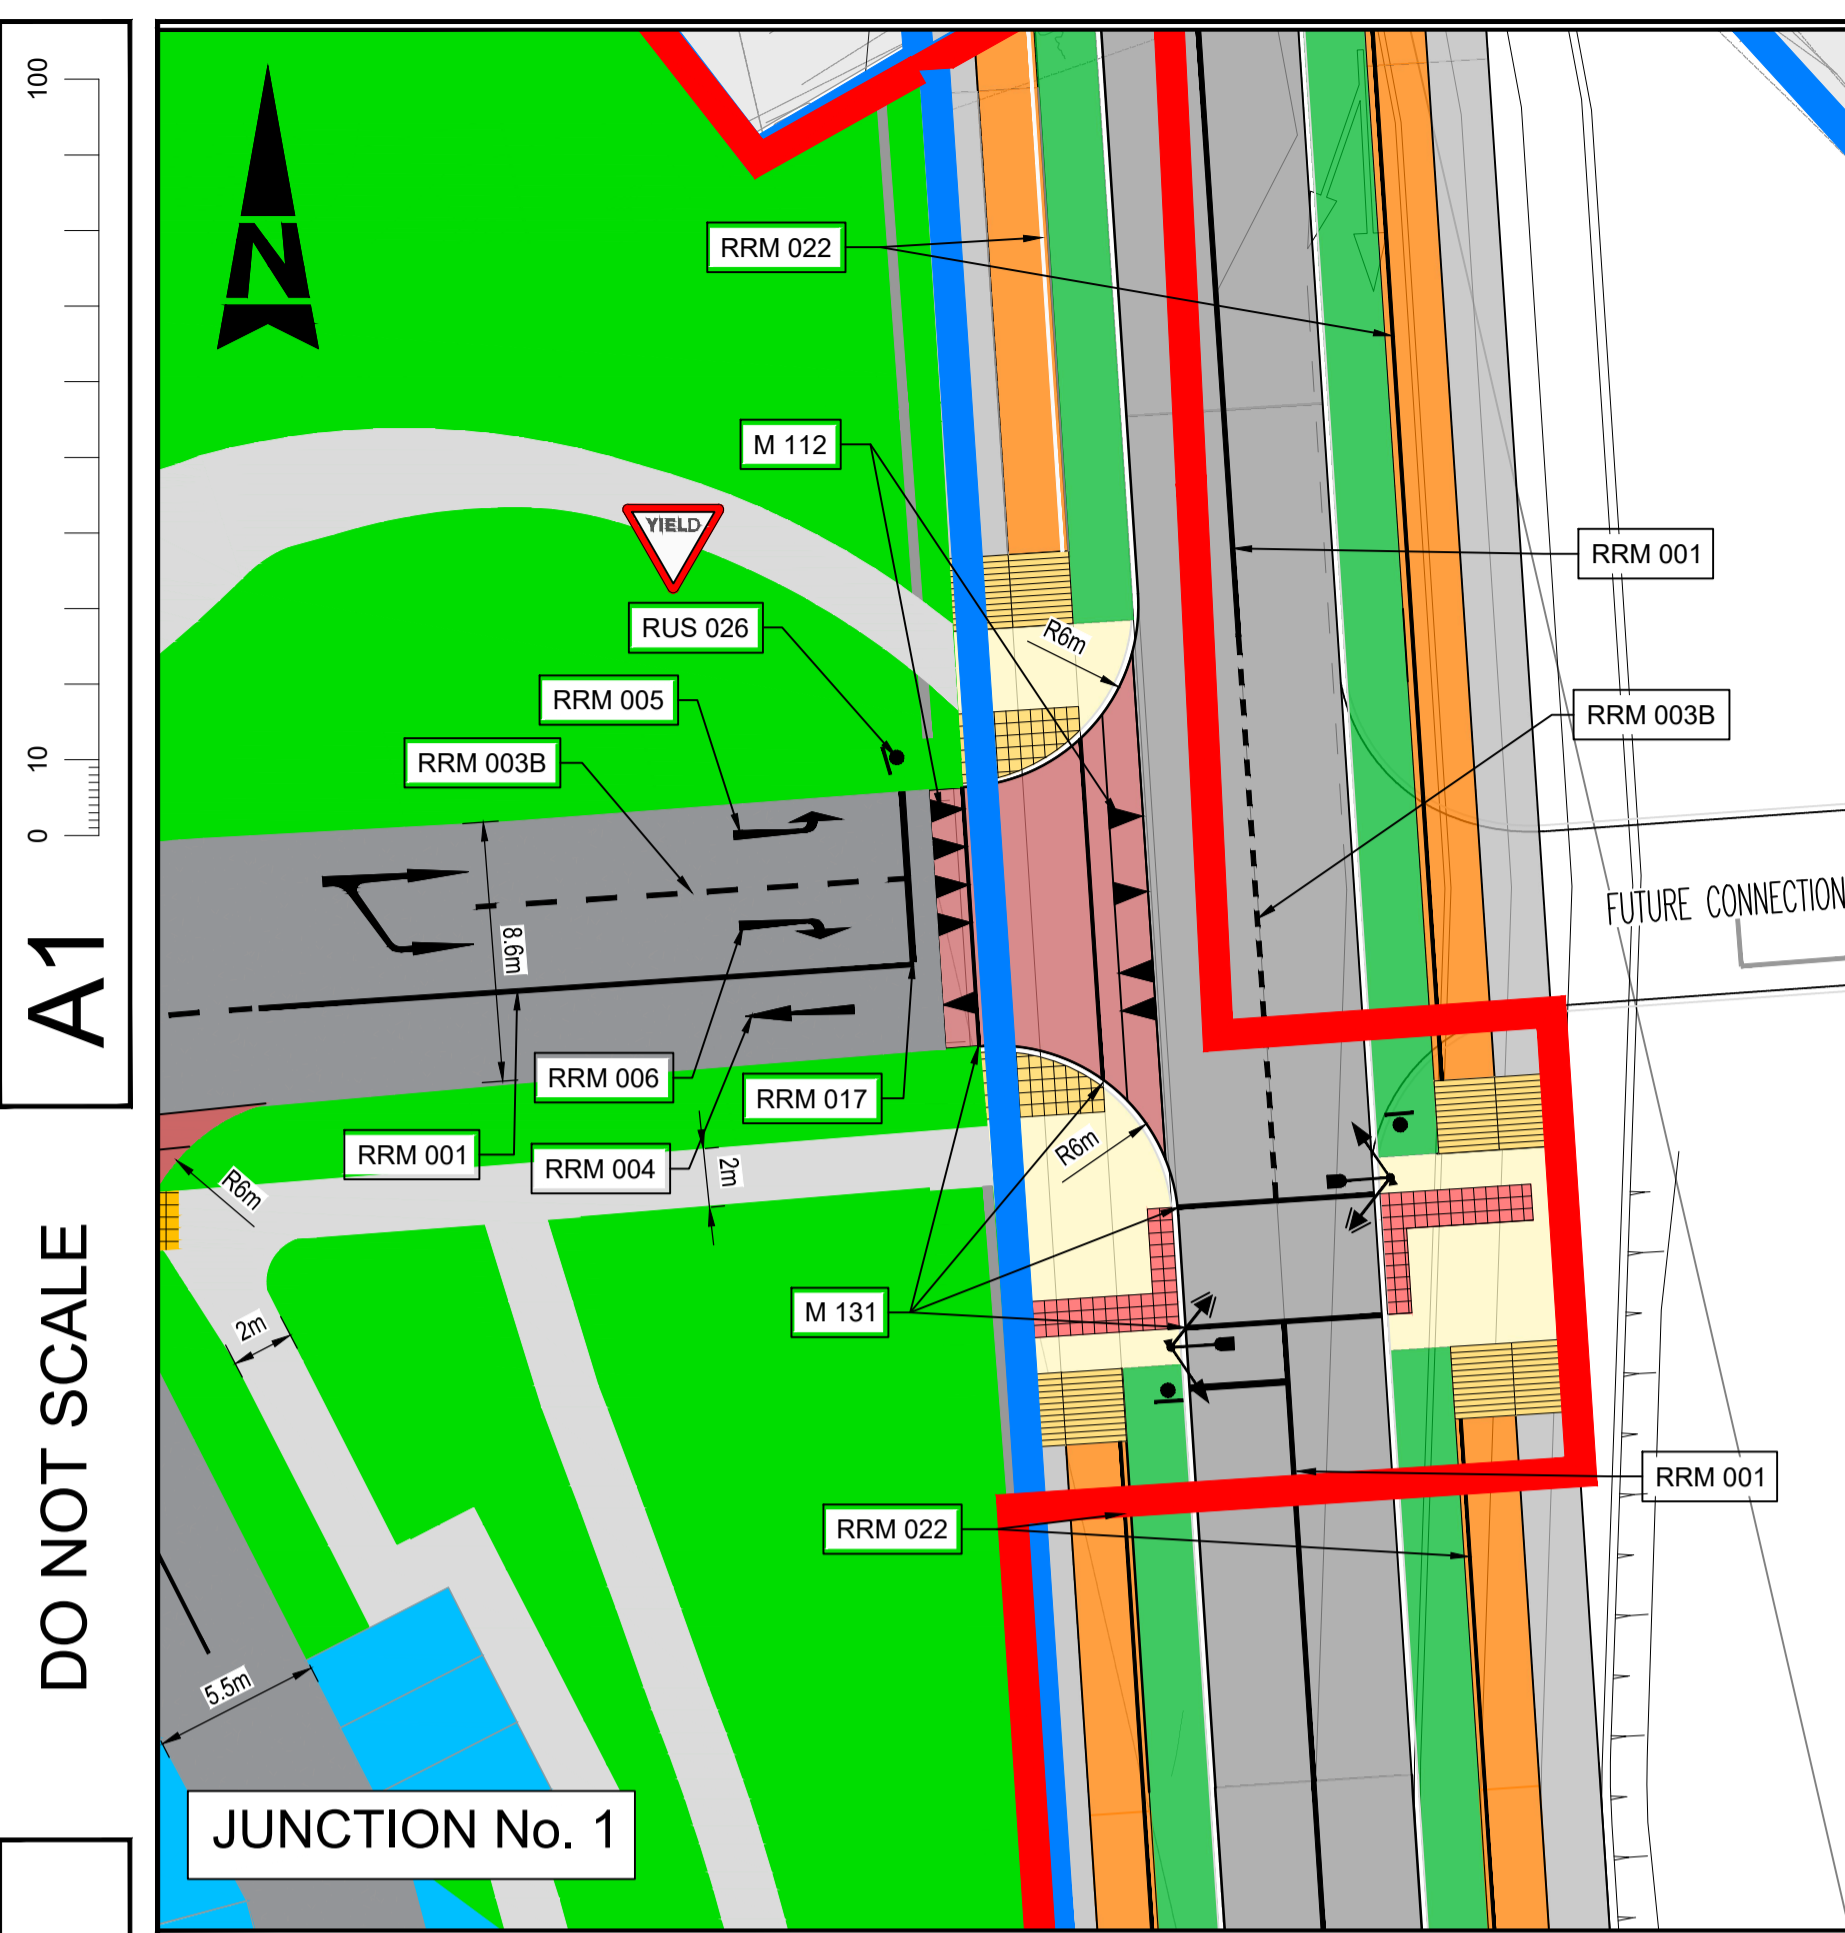 100
10
0
A1
DO NOT SCALE
N
RRM 022
M 112
YIELD
RRM 001
RUS 026
R6m
RRM 005
RRM 003B
RRM 003B
FUTURE CONNECTION
8.6m
RRM 006
RRM 017
RRM 001
RRM 004
2m
R6m
R6m
M 131
2m
RRM 001
RRM 022
5.5m
JUNCTION No. 1